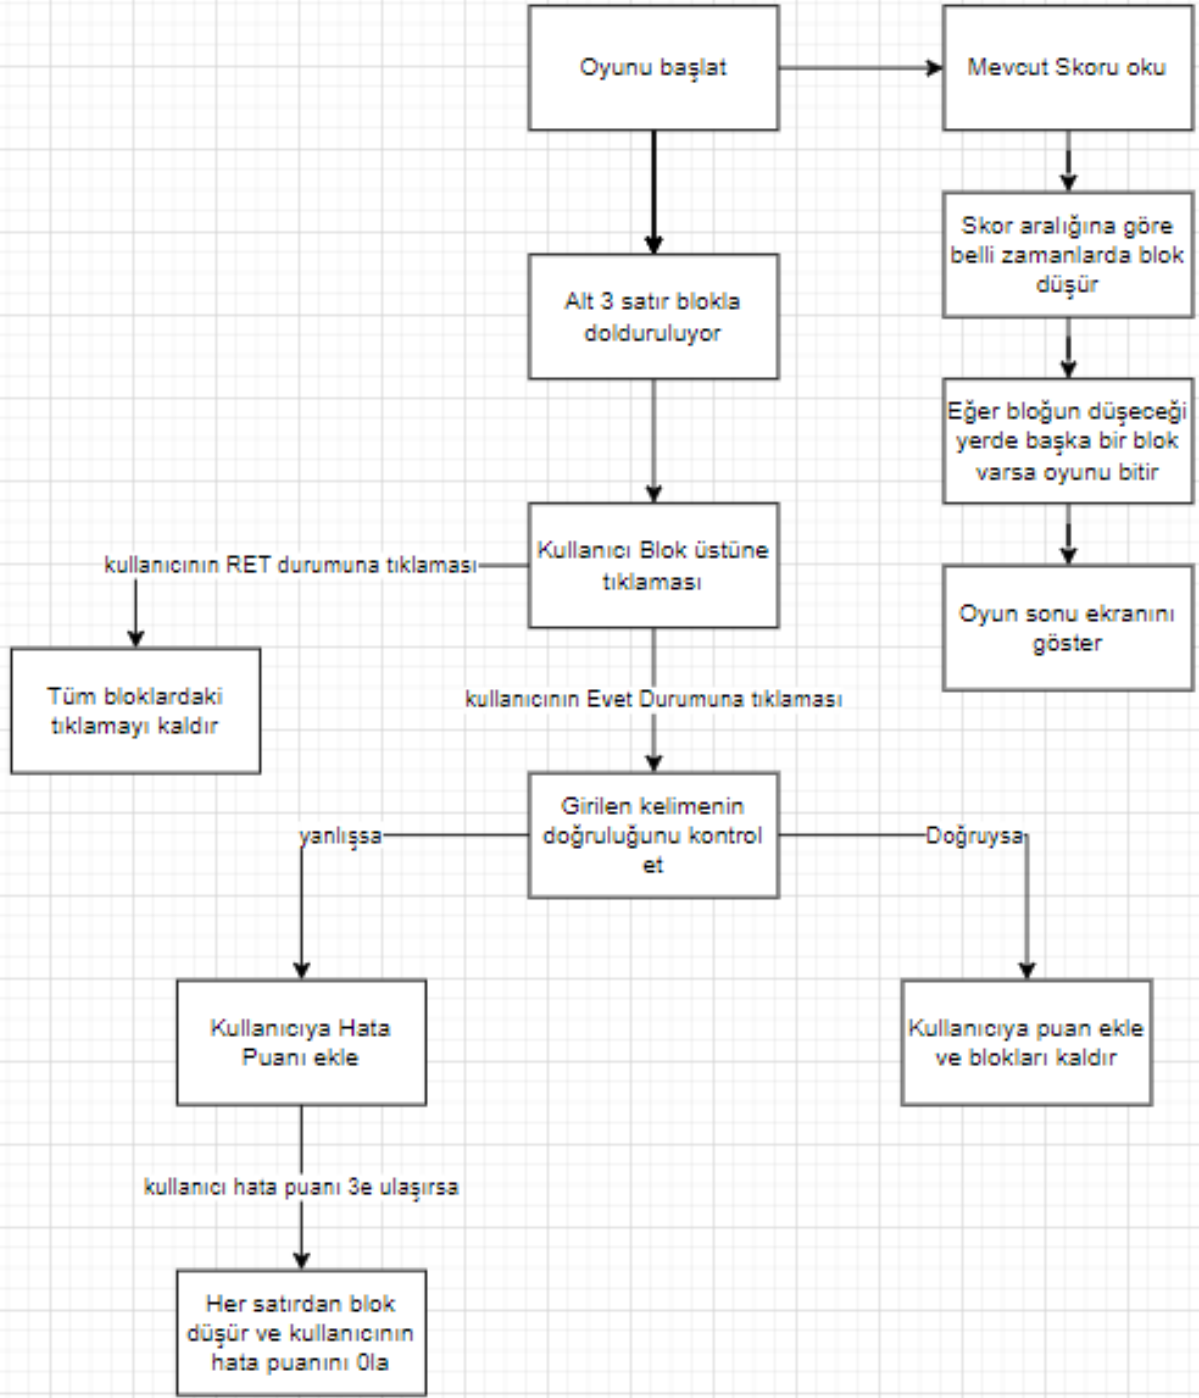 Oyunu başlat
Mevcut Skoru oku
Skor aralığına göre
belli zamanlarda blok
düşür
Alt 3 satır blokla
dolduruluyor
Eğer bloğun düşeceği
yerde başka bir blok
varsa oyunu bitir
Kullanici Blok üstüne
tıklaması
kullanıcının RET durumuna tıklaması
Oyun sonu ekranını
göster
Tüm bloklardaki
tıklamayı kaldır
kullanıcının Evet Durumuna tıklaması
Girilen kelimenin
doğruluğunu kontrol
et
yanlışsa
Doğruysa
Kullanıcıya Hata
Puanı ekle
Kullanıcıya puan ekle
ve blokları kaldır
kullanıcı hata puanı 3e ulaşırsa
Her satırdan blok
düşür ve kullanıcının
hata puanını 0la